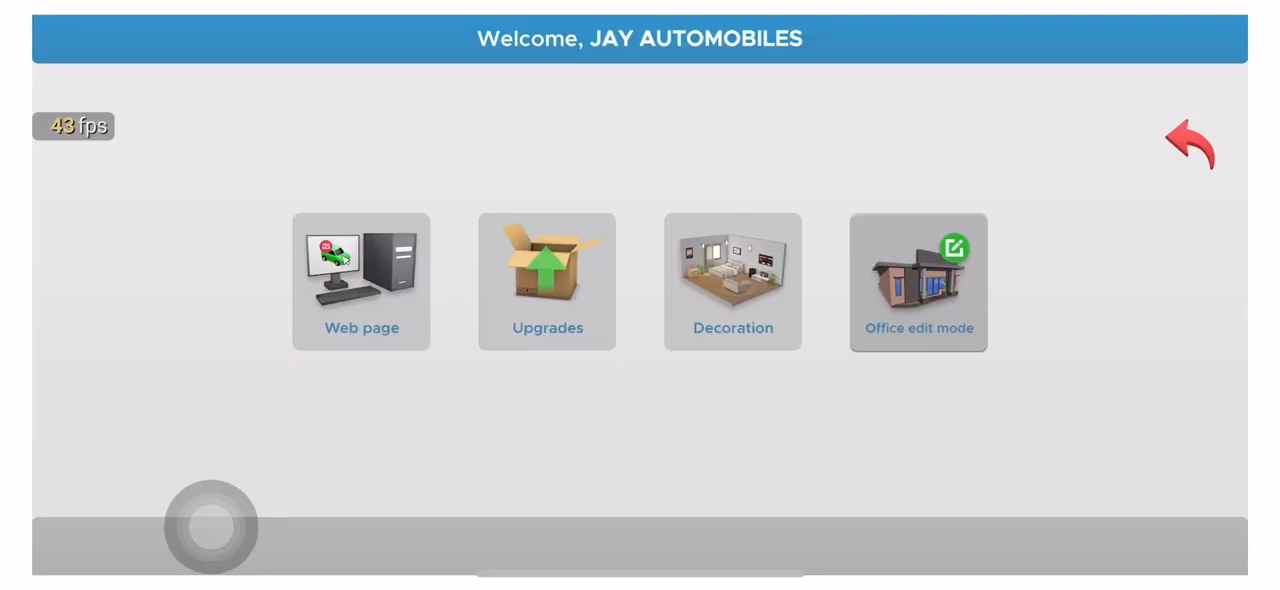 Welcome, JAY AUTOMOBILES
43 fps
Web page
Upgrades
Decoration
Office edit mode